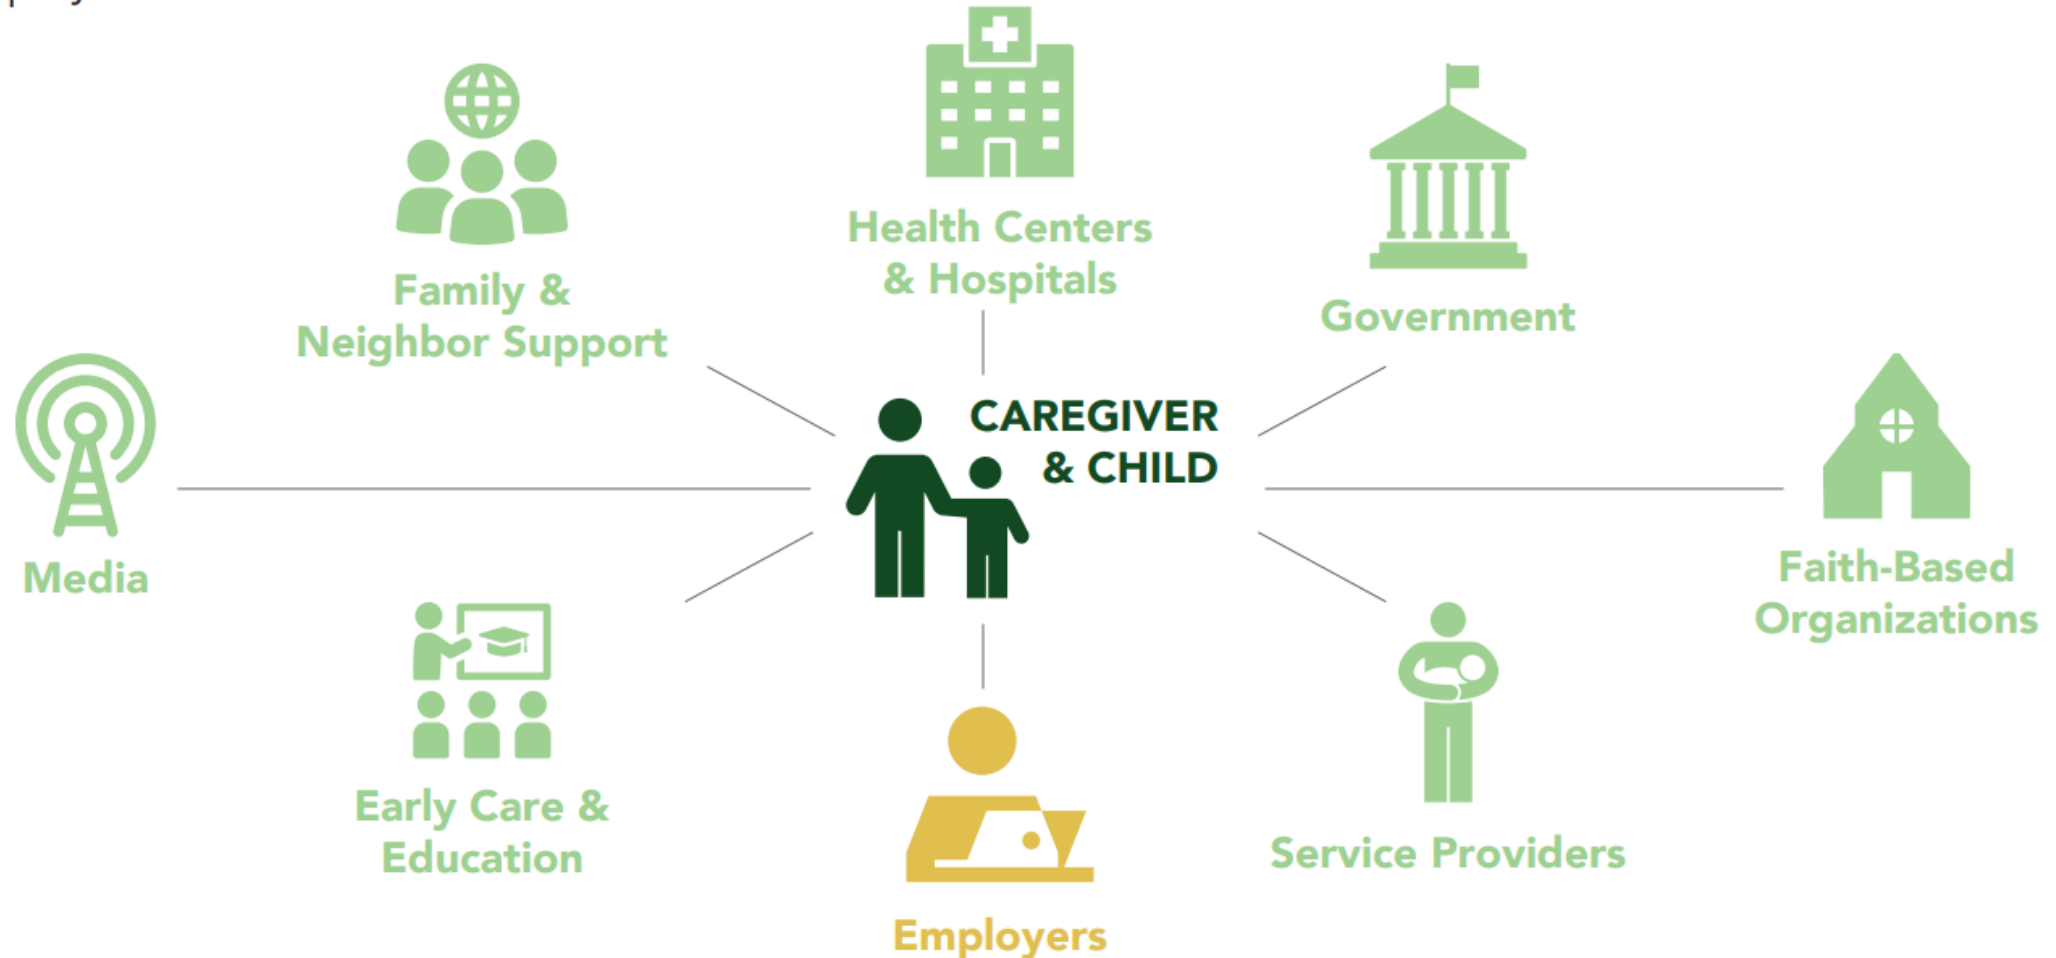 Health Centers
& Hospitals
Family &
Neighbor Support
Government
CAREGIVER
& CHILD
Media
Faith-Based
Organizations
Early Care &
Education
Service Providers
Employers